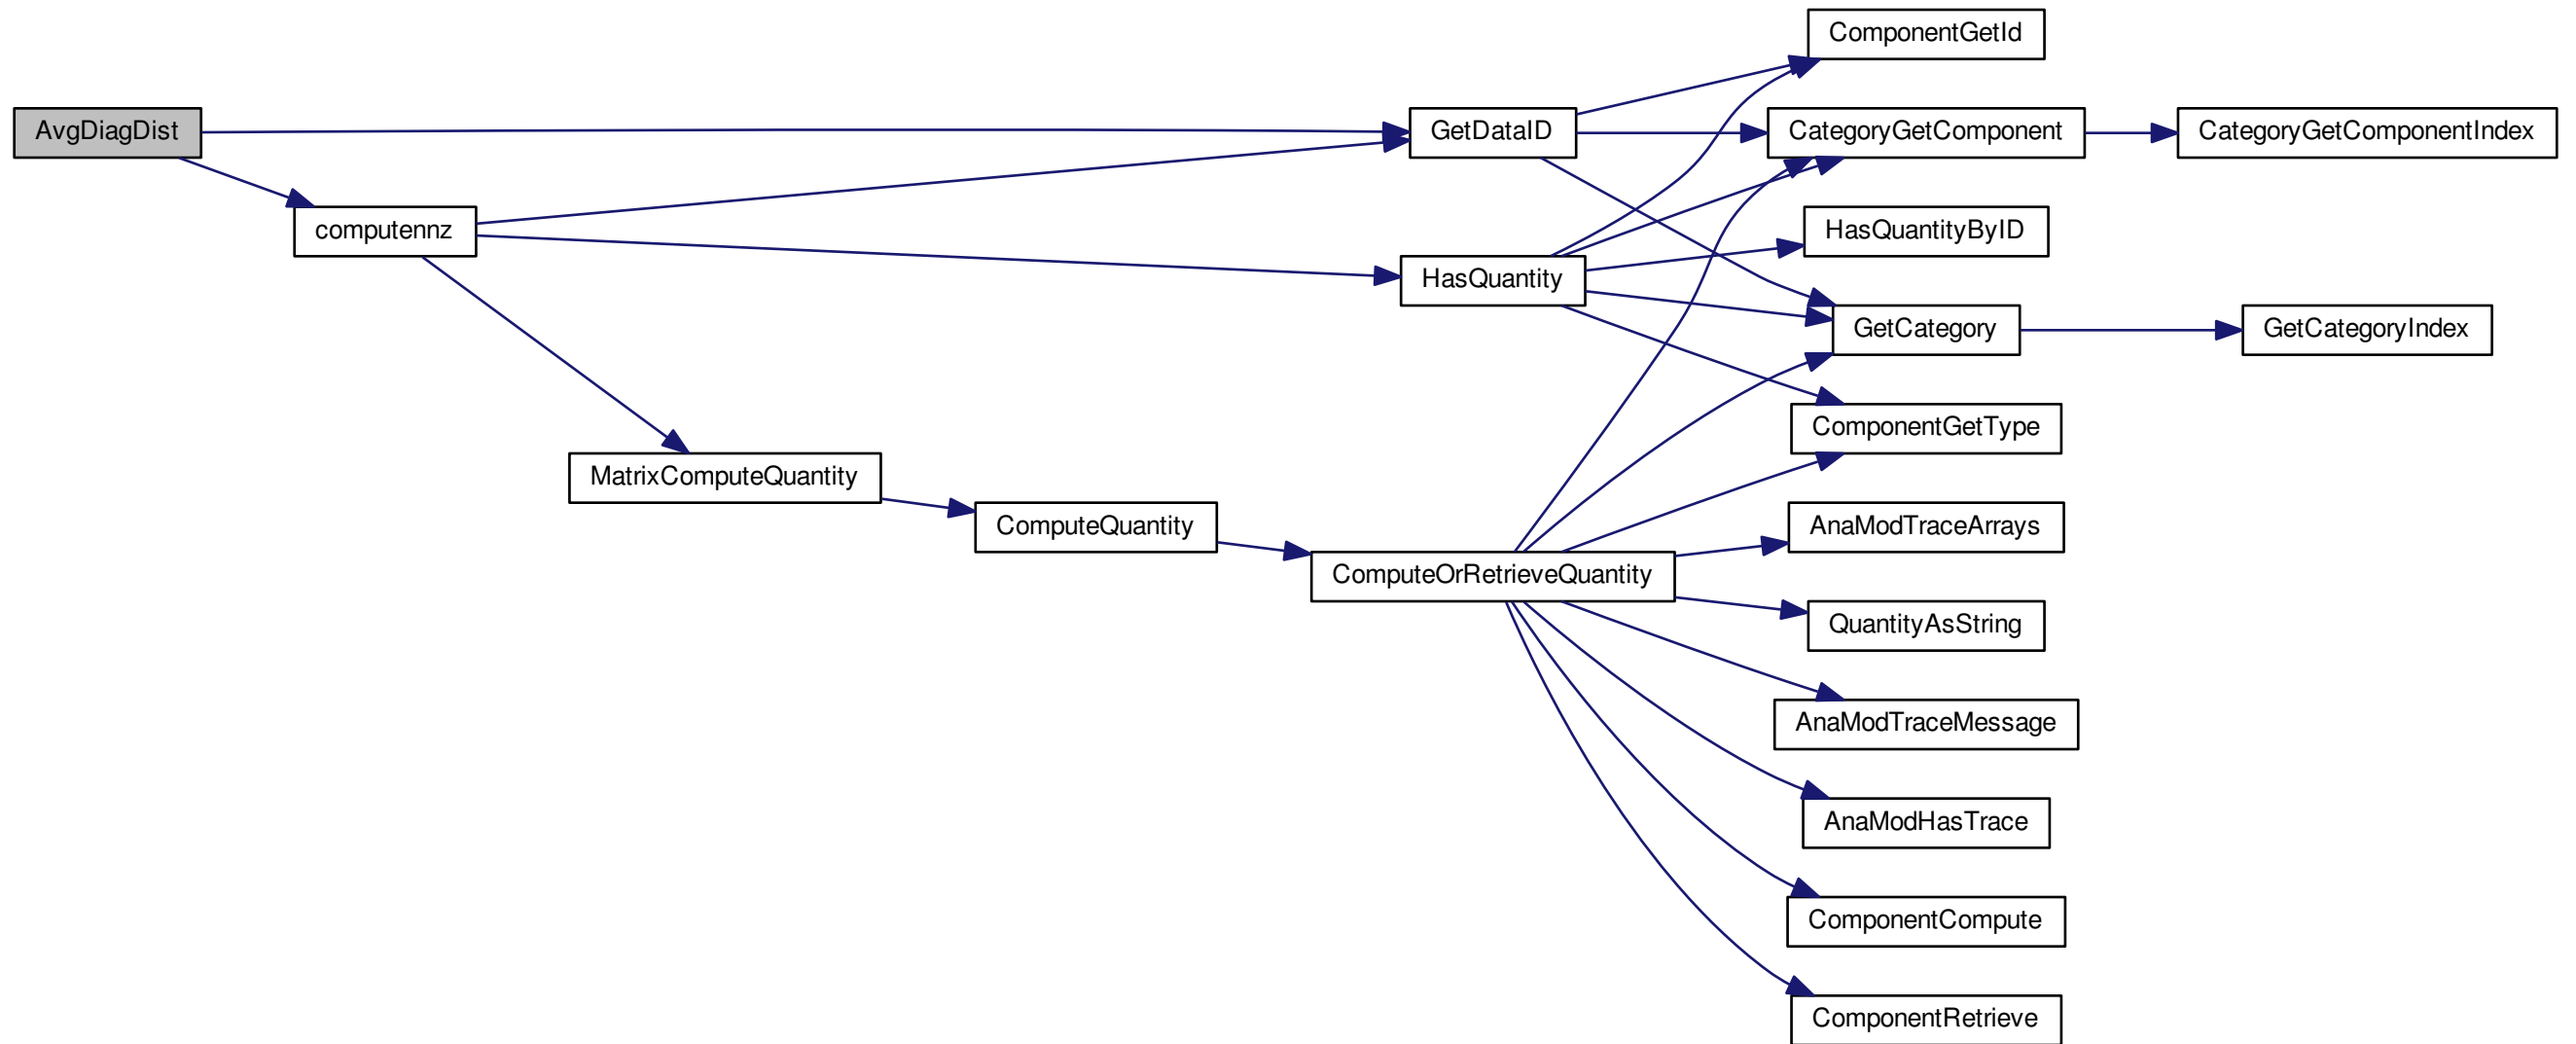 ComponentGetId
AvgDiagDist
GetDataID
CategoryGetComponent
CategoryGetComponentIndex
computennz
HasQuantityByID
HasQuantity
GetCategory
GetCategoryIndex
ComponentGetType
MatrixComputeQuantity
ComputeQuantity
AnaModTraceArrays
ComputeOrRetrieveQuantity
QuantityAsString
AnaModTraceMessage
AnaModHasTrace
ComponentCompute
ComponentRetrieve